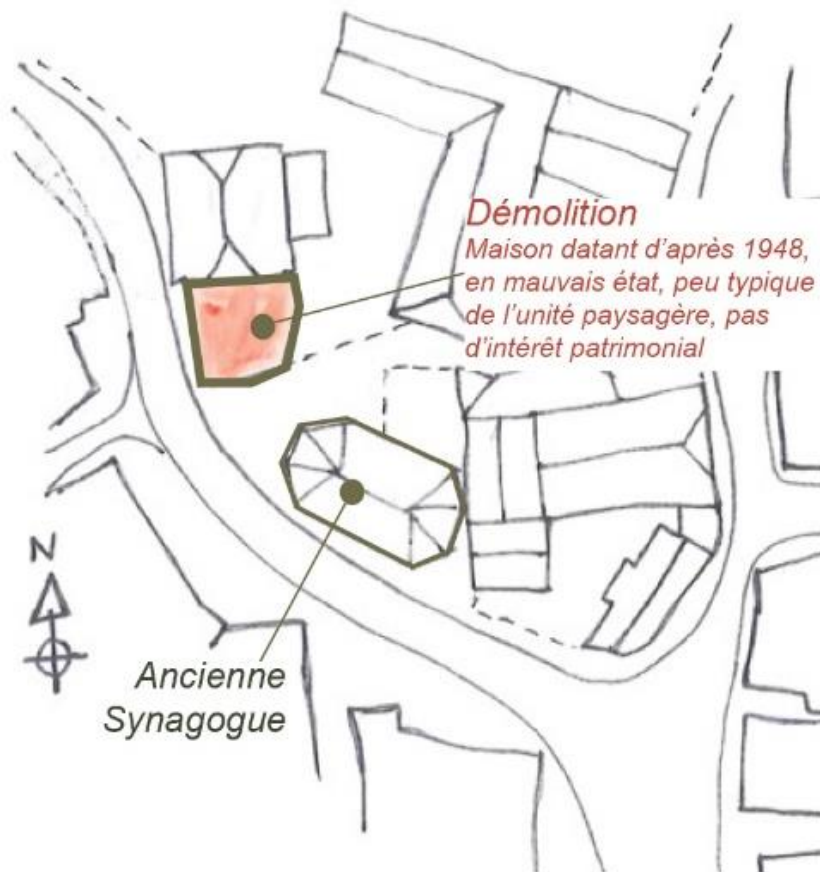 Démolition
Maison datant d'après 1948,
en mauvais état, peu typique
de l'unité paysagère, pas
d'intérêt patrimonial
N
Ancienne
Synagogue